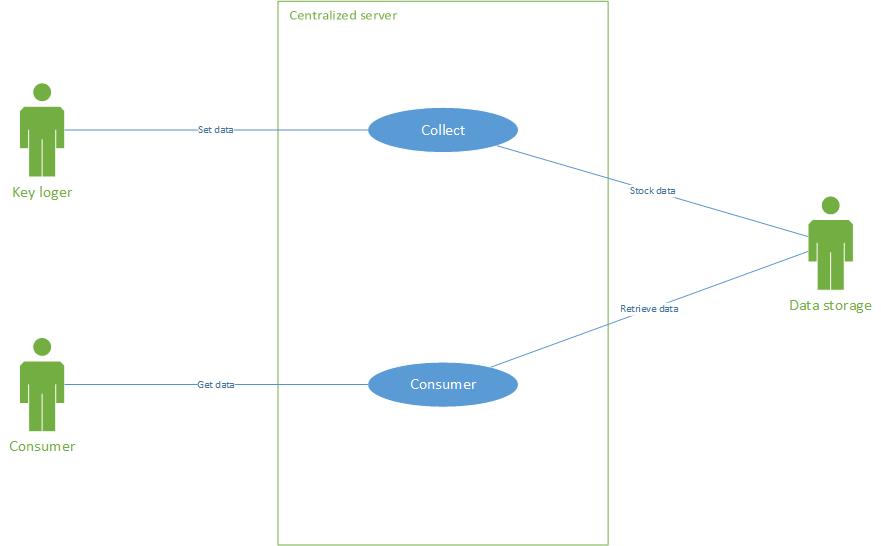 Centralized server
Set data
Collect
Key loger
Stock data
Data storage
Retrieve data
Get data
Consumer
Consumer